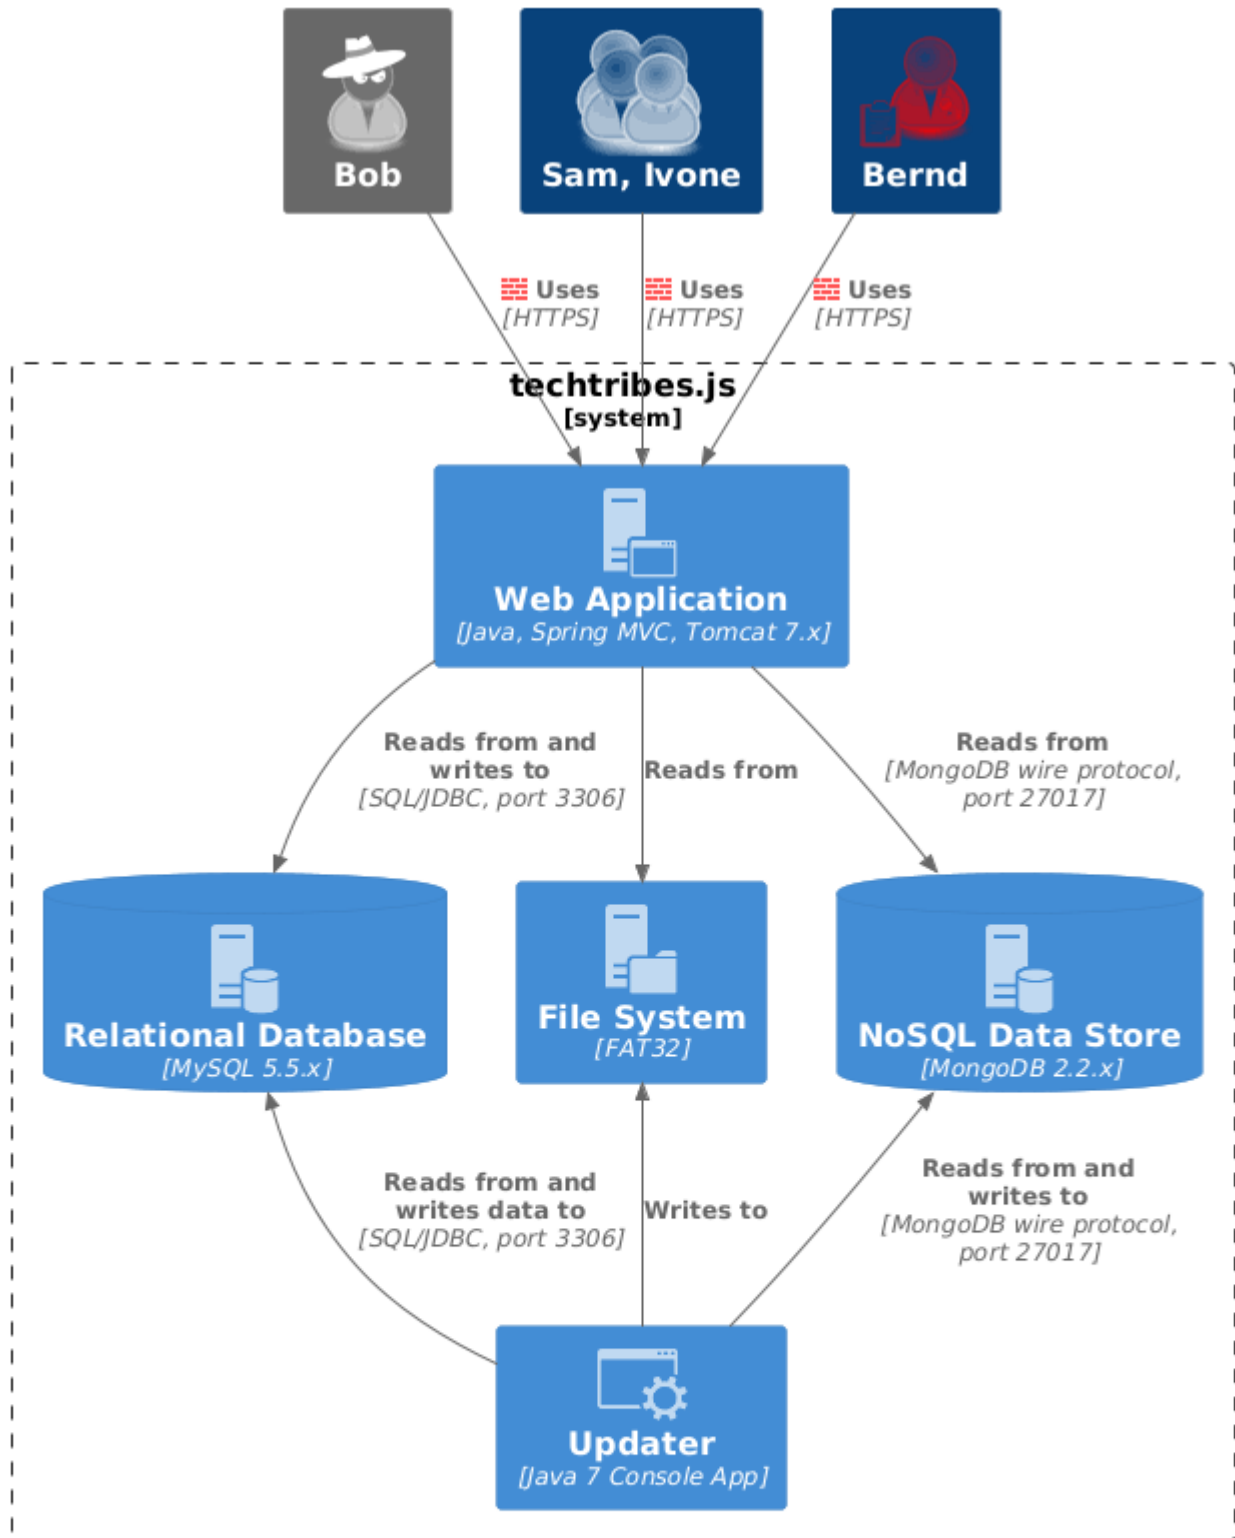 Bob
Sam, Ivone
Bernd
Uses
[HTTPS]
Uses
[HTTPS]
Uses
[HTTPS]
techtribes.js
[system]
Web Application
[Java, Spring MVC, Tomcat 7.x]
Reads from and
writes to
[SQL/JDBC, port 3306]
Reads from
Reads from
[MongoDB wire protocol,
port 27017]
Relational Database
[MySQL 5.5.x]
File System
[FAT32]
NoSQL Data Store
[MongoDB 2.2.x]
Reads from and
writes data to
[SQL/JDBC, port 3306]
Writes to
Reads from and
writes to
[MongoDB wire protocol,
port 27017]
Updater
[Java 7 Console App]